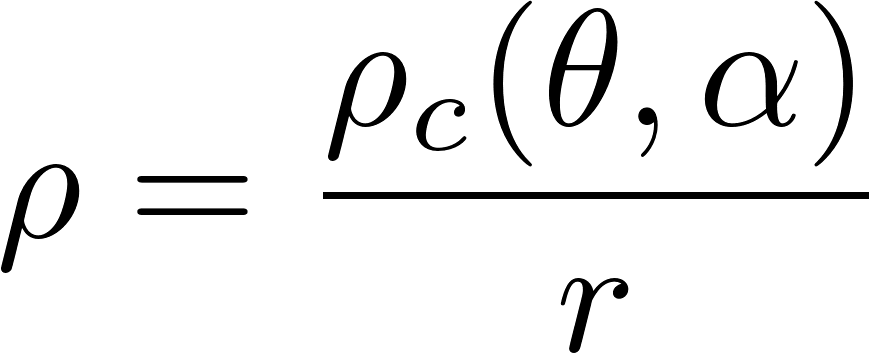 ρ = ρ_c(θ, α) / r